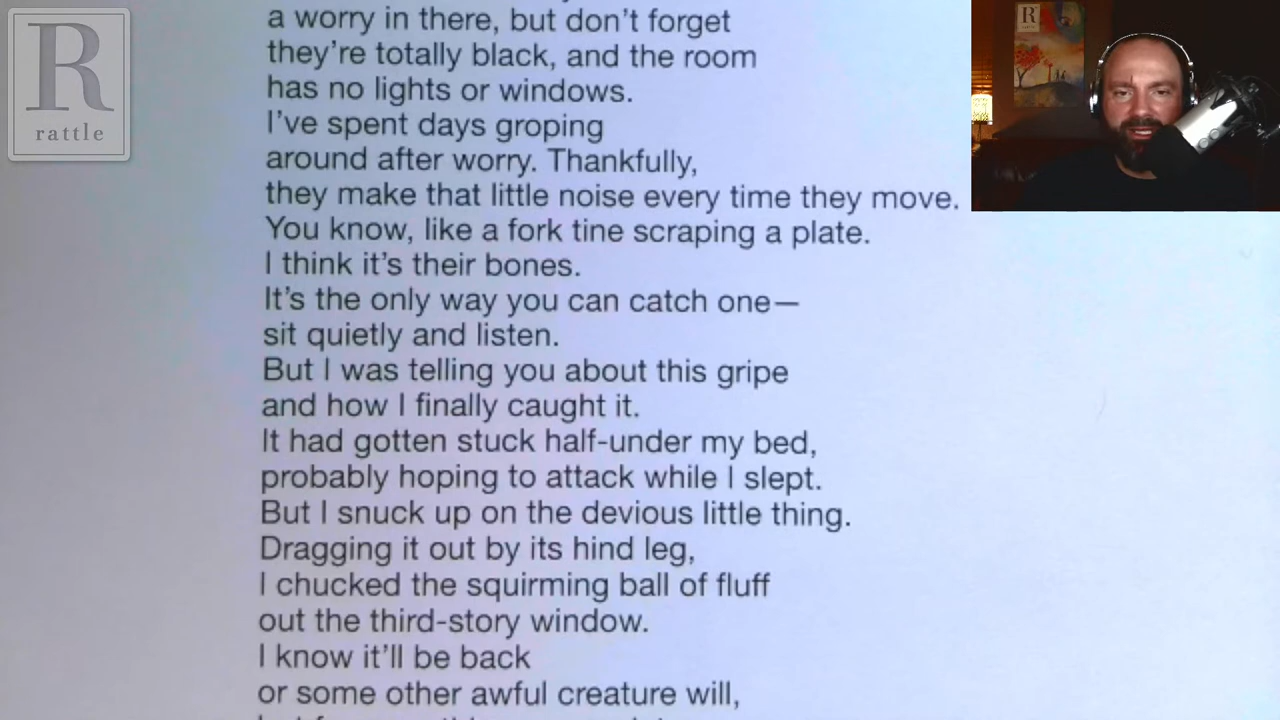 R
rattle
R
a worry in there, but don’t forget
they’re totally black, and the room
has no lights or windows.
I’ve spent days groping
around after worry. Thankfully,
they make that little noise every time they move.
You know, like a fork tine scraping a plate.
I think it’s their bones.
It’s the only way you can catch one—
sit quietly and listen.
But I was telling you about this gripe
and how I finally caught it.
It had gotten stuck half-under my bed,
probably hoping to attack while I slept.
But I snuck up on the devious little thing.
Dragging it out by its hind leg,
I chucked the squirming ball of fluff
out the third-story window.
I know it’ll be back
or some other awful creature will,